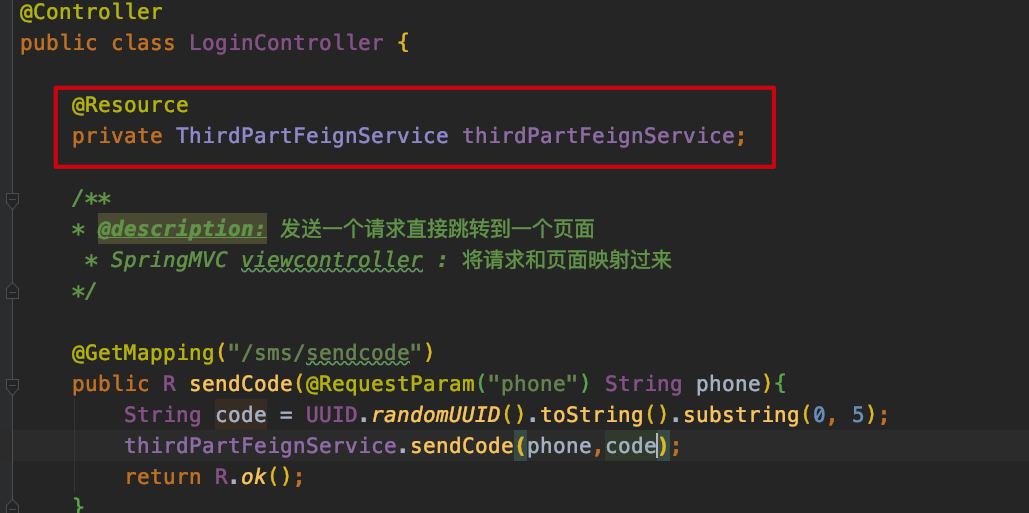 @Controller
public class LoginController {
@Resource
private ThirdPartFeignService thirdPartFeignService;
/**
* @description: 发送一个请求直接跳转到一个页面
* SpringMVC viewcontroller : 将请求和页面映射过来
*/
@GetMapping("/sms/sendcode")
public R sendCode(@RequestParam("phone") String phone){
String code = UUID.randomUUID().toString().substring(0, 5);
thirdPartFeignService.sendCode(phone,code);
return R.ok();
}